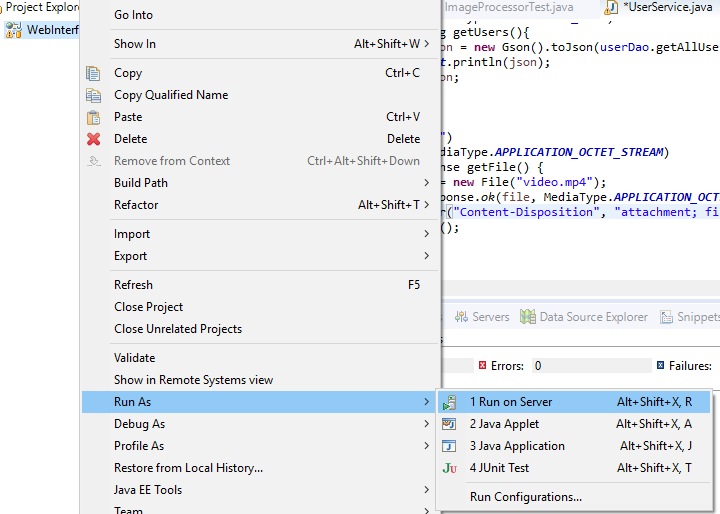 Project Explore
WebInterf
Go Into
Show In Alt+Shift+W
Copy Ctrl+C
Copy Qualified Name
Paste Ctrl+V
Delete Delete
Remove from Context Ctrl+Alt+Shift+Down
Build Path
Refactor Alt+Shift+T
Import
Export
Refresh F5
Close Project
Close Unrelated Projects
Validate
Show in Remote Systems view
Run As
Debug As
Profile As
Restore from Local History...
Java EE Tools
Team
ImageProcessorTest.java
*UserService.java
g getUsers(){
on = new Gson().toJson(userDao.getAllUse
t.println(json);
on;
")
diaType.APPLICATION_OCTET_STREAM)
nse getFile() {
= new File("video.mp4");
ponse.ok(file, MediaType.APPLICATION_OCT
r("Content-Disposition", "attachment; fi
();
Servers Data Source Explorer Snippets
Errors: 0 Failures:
1 Run on Server Alt+Shift+X, R
2 Java Applet Alt+Shift+X, A
3 Java Application Alt+Shift+X, J
4 JUnit Test Alt+Shift+X, T
Run Configurations...